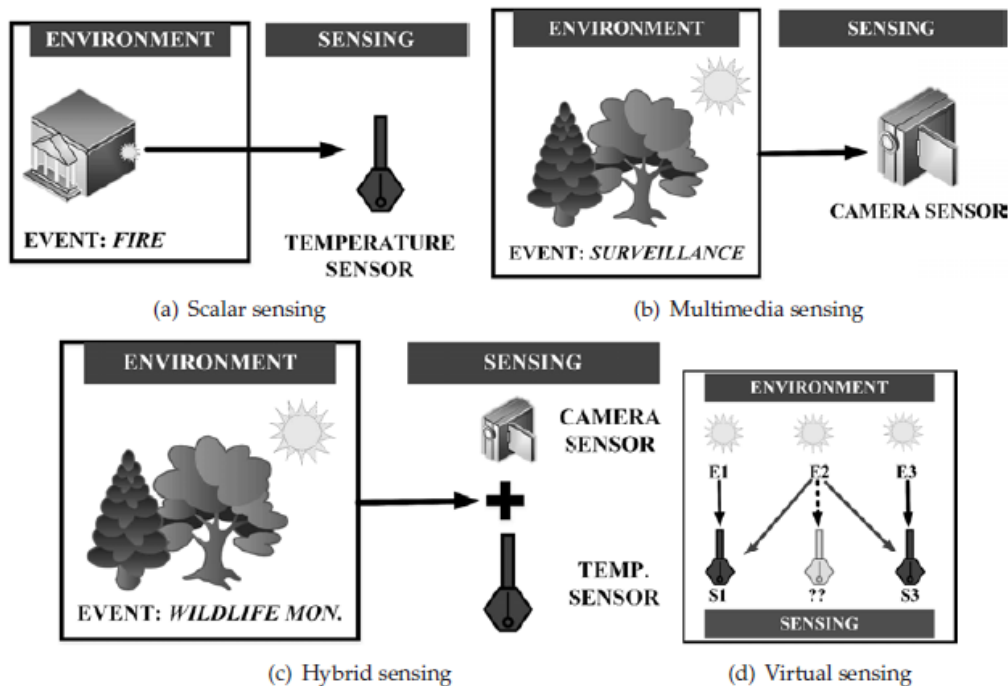 ENVIRONMENT
SENSING
EVENT: FIRE
TEMPERATURE
SENSOR
(a) Scalar sensing
ENVIRONMENT
SENSING
EVENT: SURVEILLANCE
CAMERA SENSOR
(b) Multimedia sensing
ENVIRONMENT
SENSING
CAMERA
SENSOR
TEMP.
SENSOR
EVENT: WILDLIFE MON.
(c) Hybrid sensing
ENVIRONMENT
E1 E2 E3
S1 ?? S3
SENSING
(d) Virtual sensing